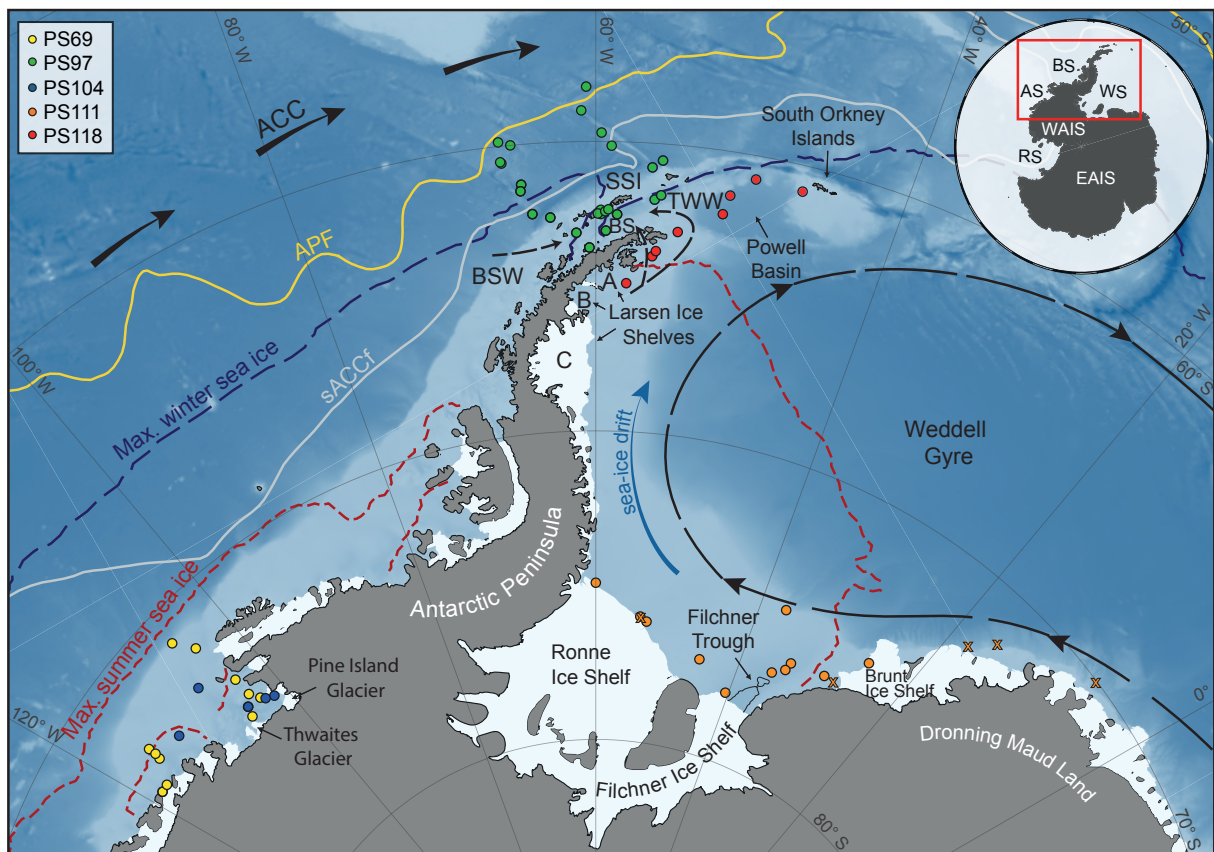 PS69
PS97
PS104
PS111
PS118
80° W
60° W
50° S
BS
AS
WS
WAIS
RS
EAIS
ACC
South Orkney
Islands
SSI
TWW
APF
BS
Powell
Basin
BSW
A
B
Larsen Ice
Shelves
C
20° W
60° S
100° W
Max. winter sea ice
sACCf
Weddell
Gyre
sea-ice drift
Antarctic Peninsula
Max. summer sea ice
Filchner
Trough
Ronne
Ice Shelf
Pine Island
Glacier
Brunt
Ice Shelf
x
x
x
x
x
0°
120° W
Thwaites
Glacier
Dronning Maud Land
Filchner Ice Shelf
80° S
70° S